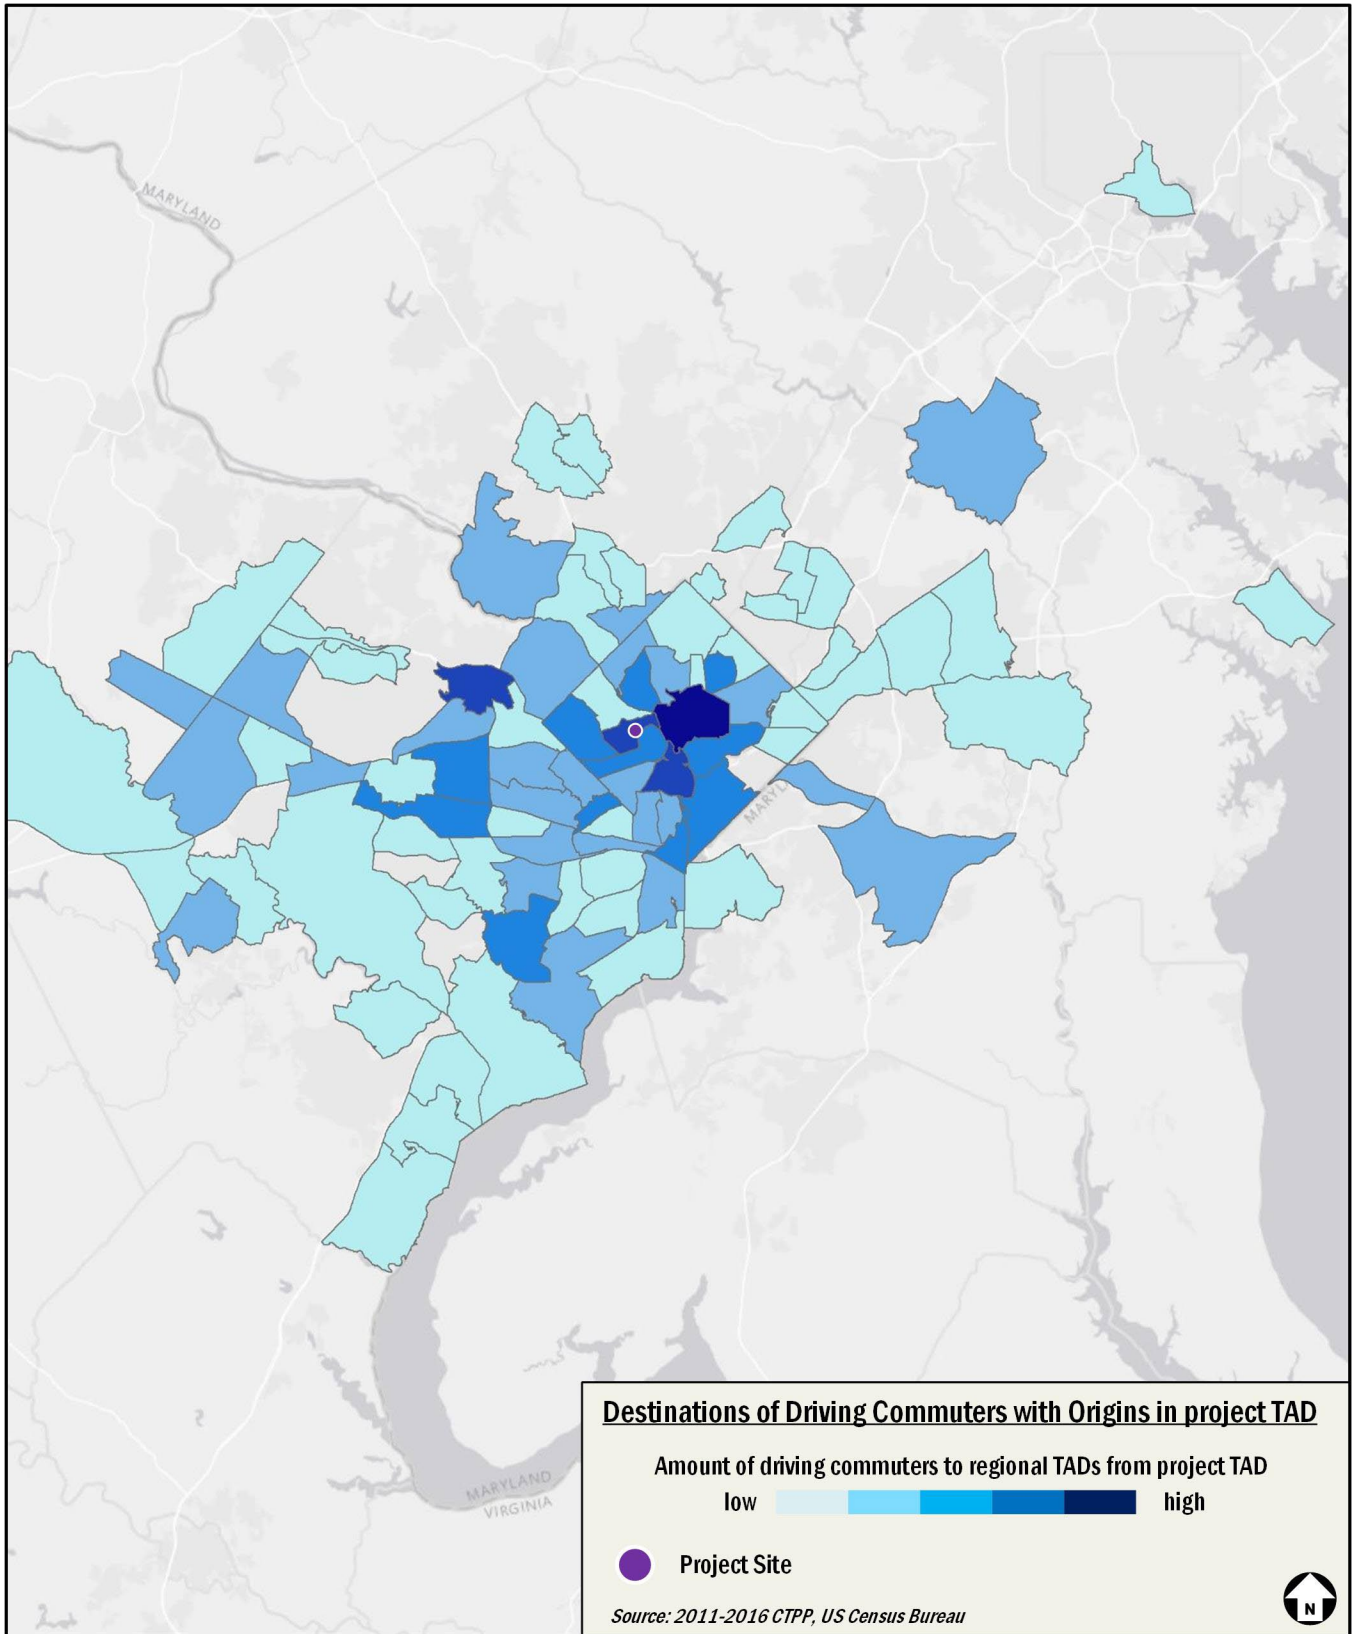 MARYLAND
MARYL
MARYLAND
VIRGINIA
Destinations of Driving Commuters with Origins in project TAD
Amount of driving commuters to regional TADs from project TAD
low high
Project Site
N
Source: 2011-2016 CTPP, US Census Bureau